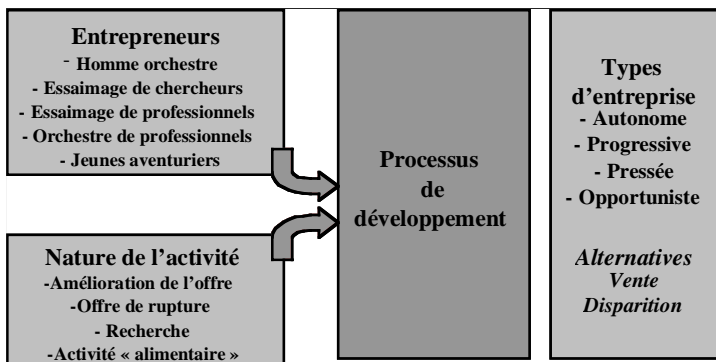 Entrepreneurs
- Homme orchestre
- Essaimage de chercheurs
- Essaimage de professionnels
- Orchestre de professionnels
- Jeunes aventuriers
Nature de l’activité
-Amélioration de l’offre
-Offre de rupture
- Recherche
-Activité « alimentaire »
Processus
de
développement
Types
d’entreprise
- Autonome
- Progressive
- Pressée
- Opportuniste
Alternatives
Vente
Disparition